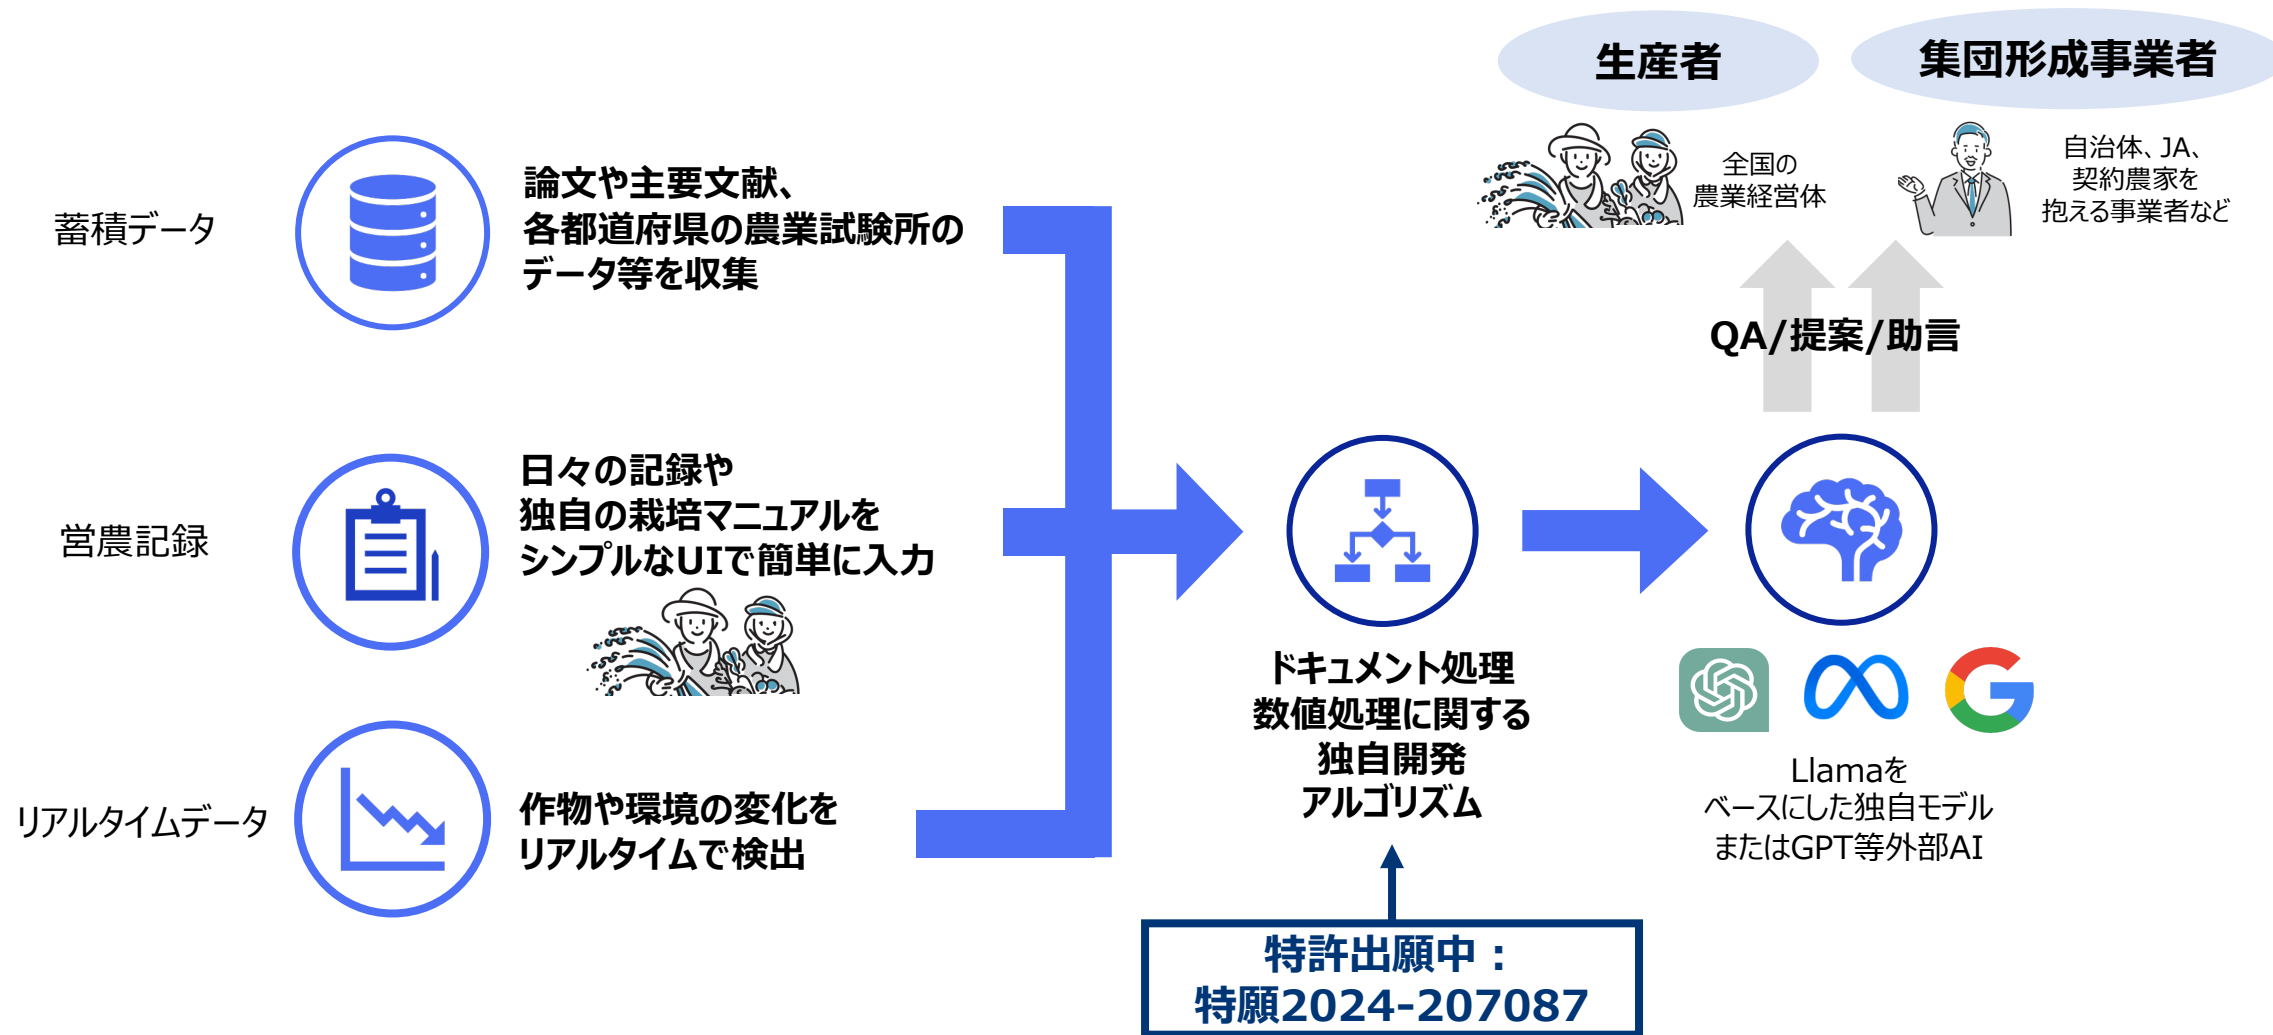 生産者
集団形成事業者
全国の
農業経営体
自治体、JA、
契約農家を
抱える事業者など
蓄積データ
論文や主要文献、
各都道府県の農業試験所の
データ等を収集
QA/提案/助言
営農記録
日々の記録や
独自の栽培マニュアルを
シンプルなUIで簡単に入力
リアルタイムデータ
作物や環境の変化を
リアルタイムで検出
ドキュメント処理
数値処理に関する
独自開発
アルゴリズム
Llamaを
ベースにした独自モデル
またはGPT等外部AI
特許出願中：
特願2024-207087